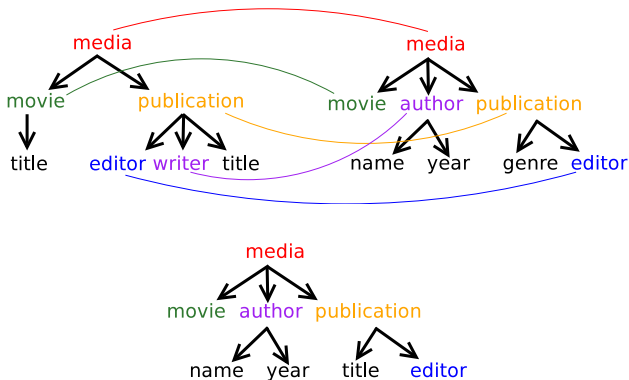 media media
movie publication movie author publication
title editor writer title name year genre editor
media
movie author publication
name year title editor